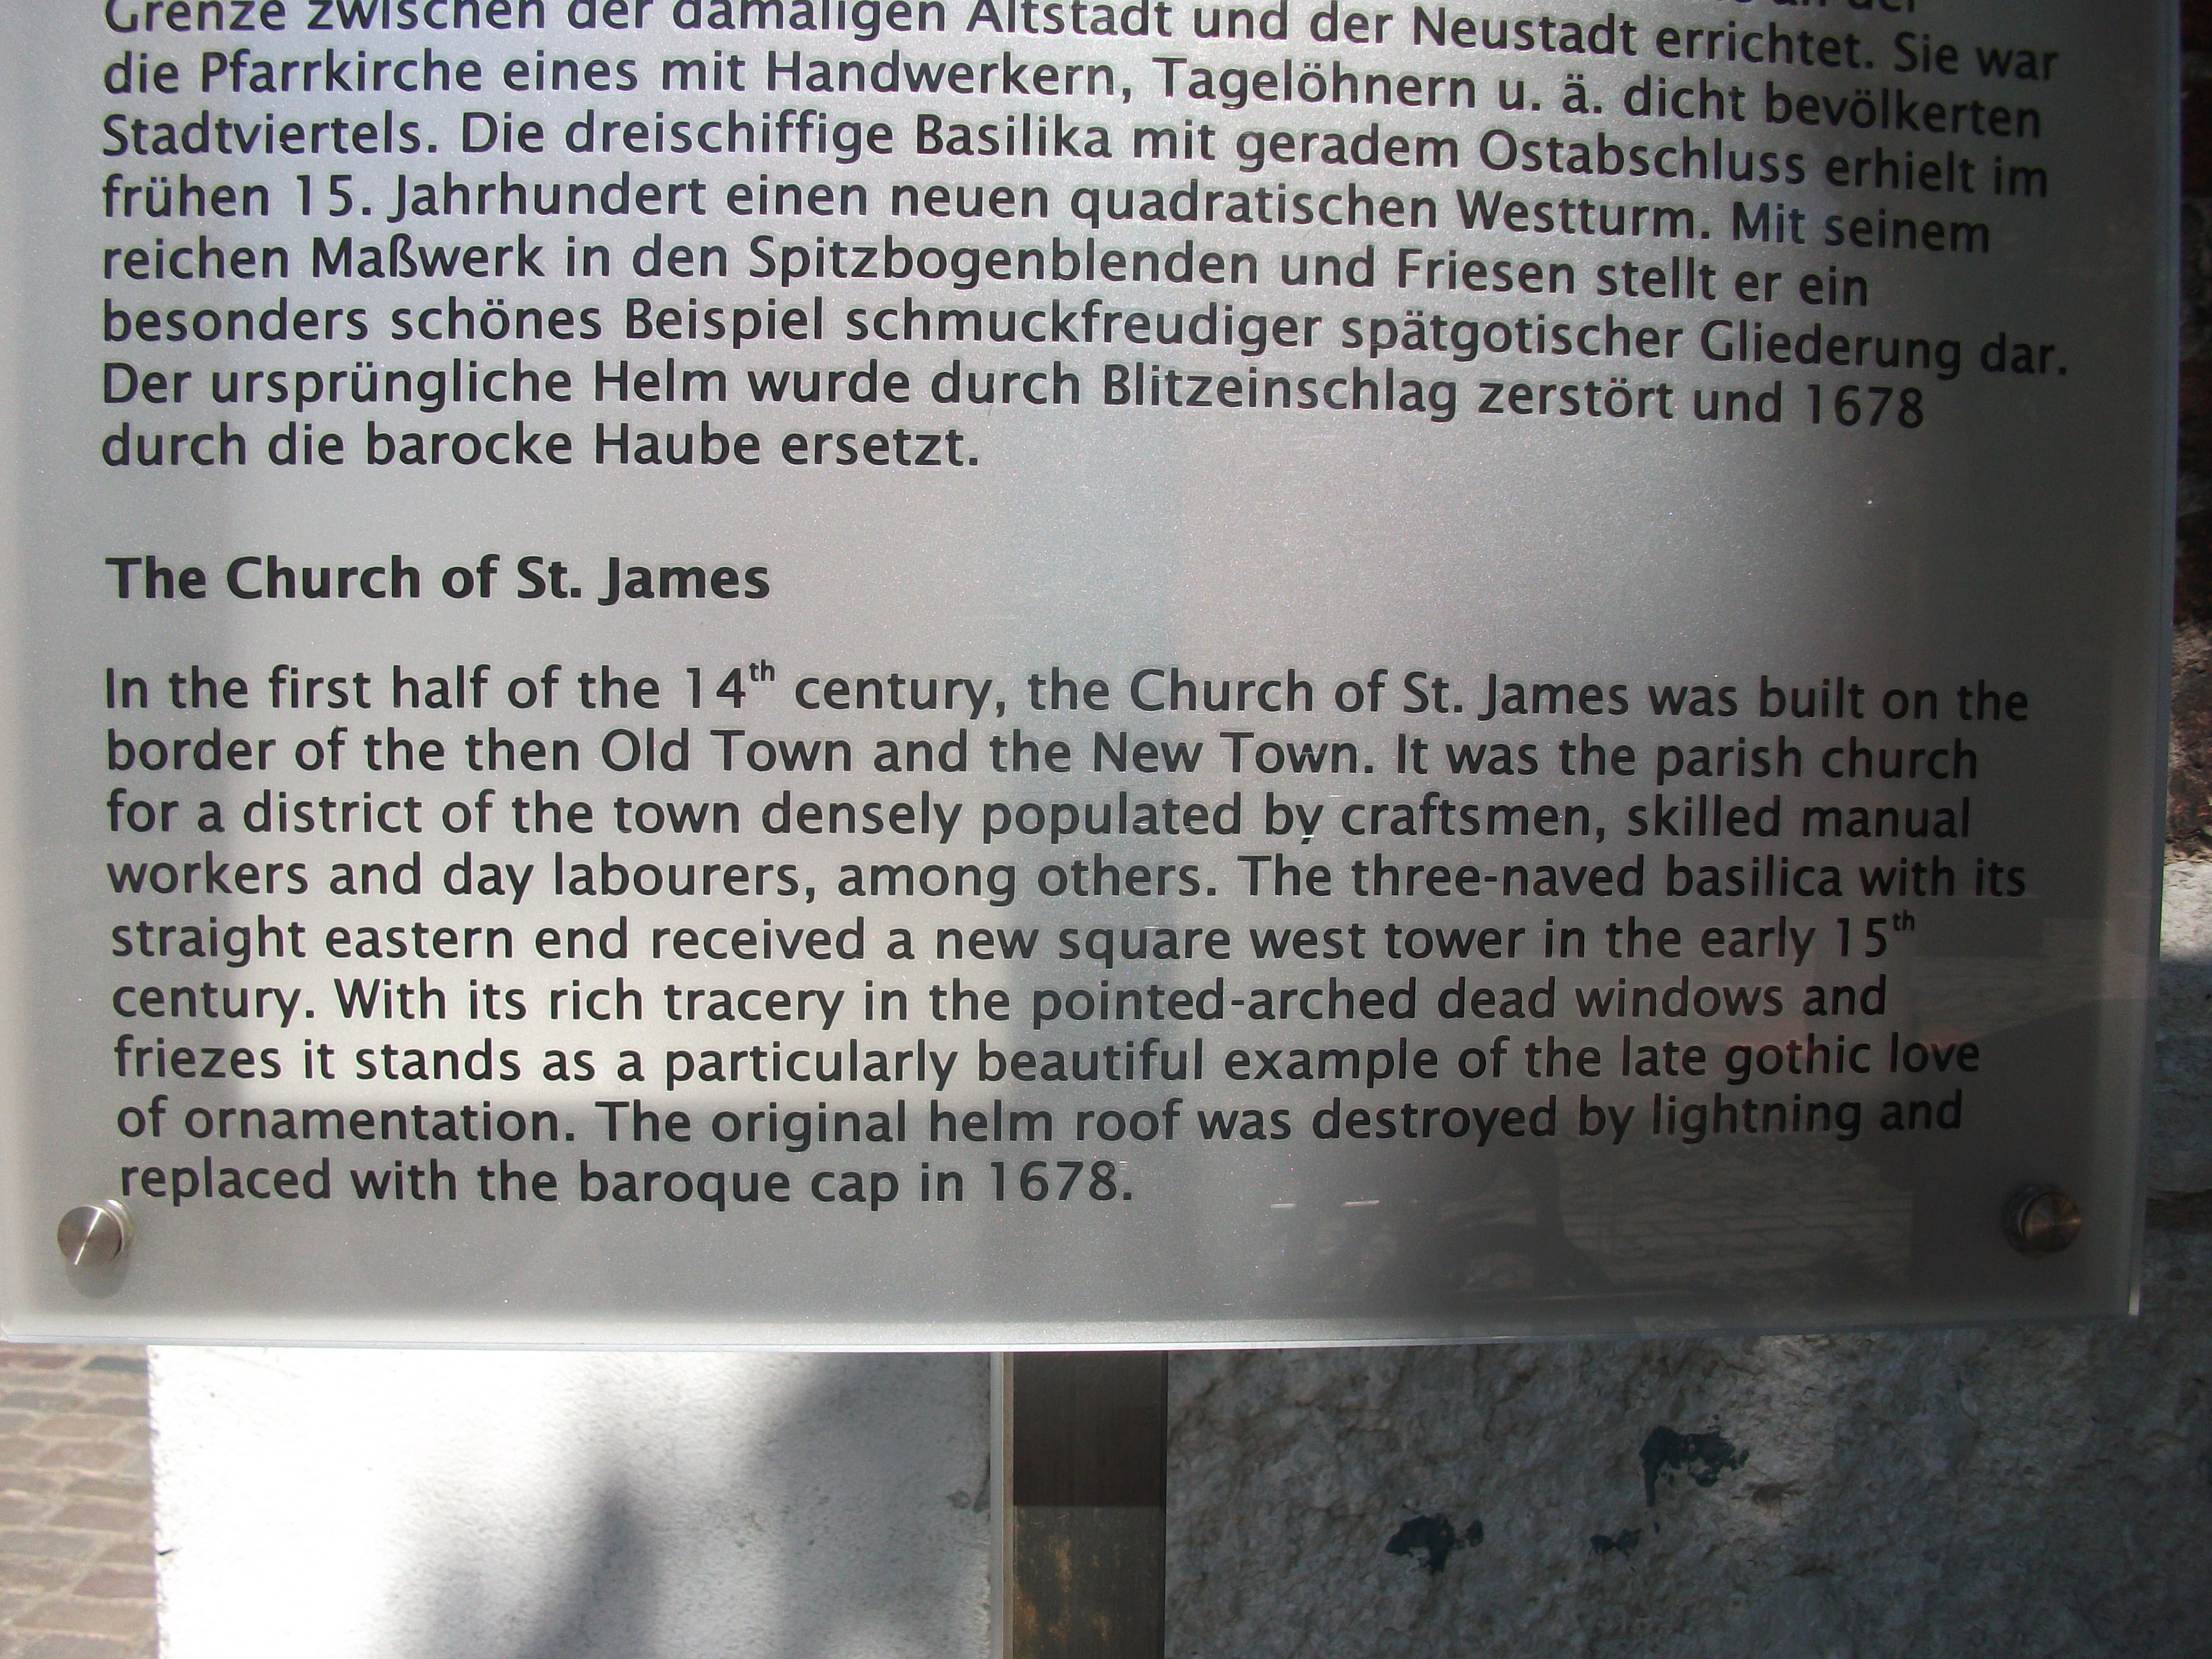 Grenze zwischen der damaligen Altstadt und der Neustadt errichtet. Sie war
die Pfarrkirche eines mit Handwerkern, Tagelöhnern u. ä. dicht bevölkerten
Stadtviertels. Die dreischiffige Basilika mit geradem Ostabschluss erhielt im
frühen 15. Jahrhundert einen neuen quadratischen Westturm. Mit seinem
reichen Maßwerk in den Spitzbogenblenden und Friesen stellt er ein
besonders schönes Beispiel schmuckfreudiger spätgotischer Gliederung dar.
Der ursprüngliche Helm wurde durch Blitzeinschlag zerstört und 1678
durch die barocke Haube ersetzt.
The Church of St. James
In the first half of the 14th century, the Church of St. James was built on the
border of the then Old Town and the New Town. It was the parish church
for a district of the town densely populated by craftsmen, skilled manual
workers and day labourers, among others. The three-naved basilica with its
straight eastern end received a new square west tower in the early 15th
century. With its rich tracery in the pointed-arched dead windows and
friezes it stands as a particularly beautiful example of the late gothic love
of ornamentation. The original helm roof was destroyed by lightning and
replaced with the baroque cap in 1678.